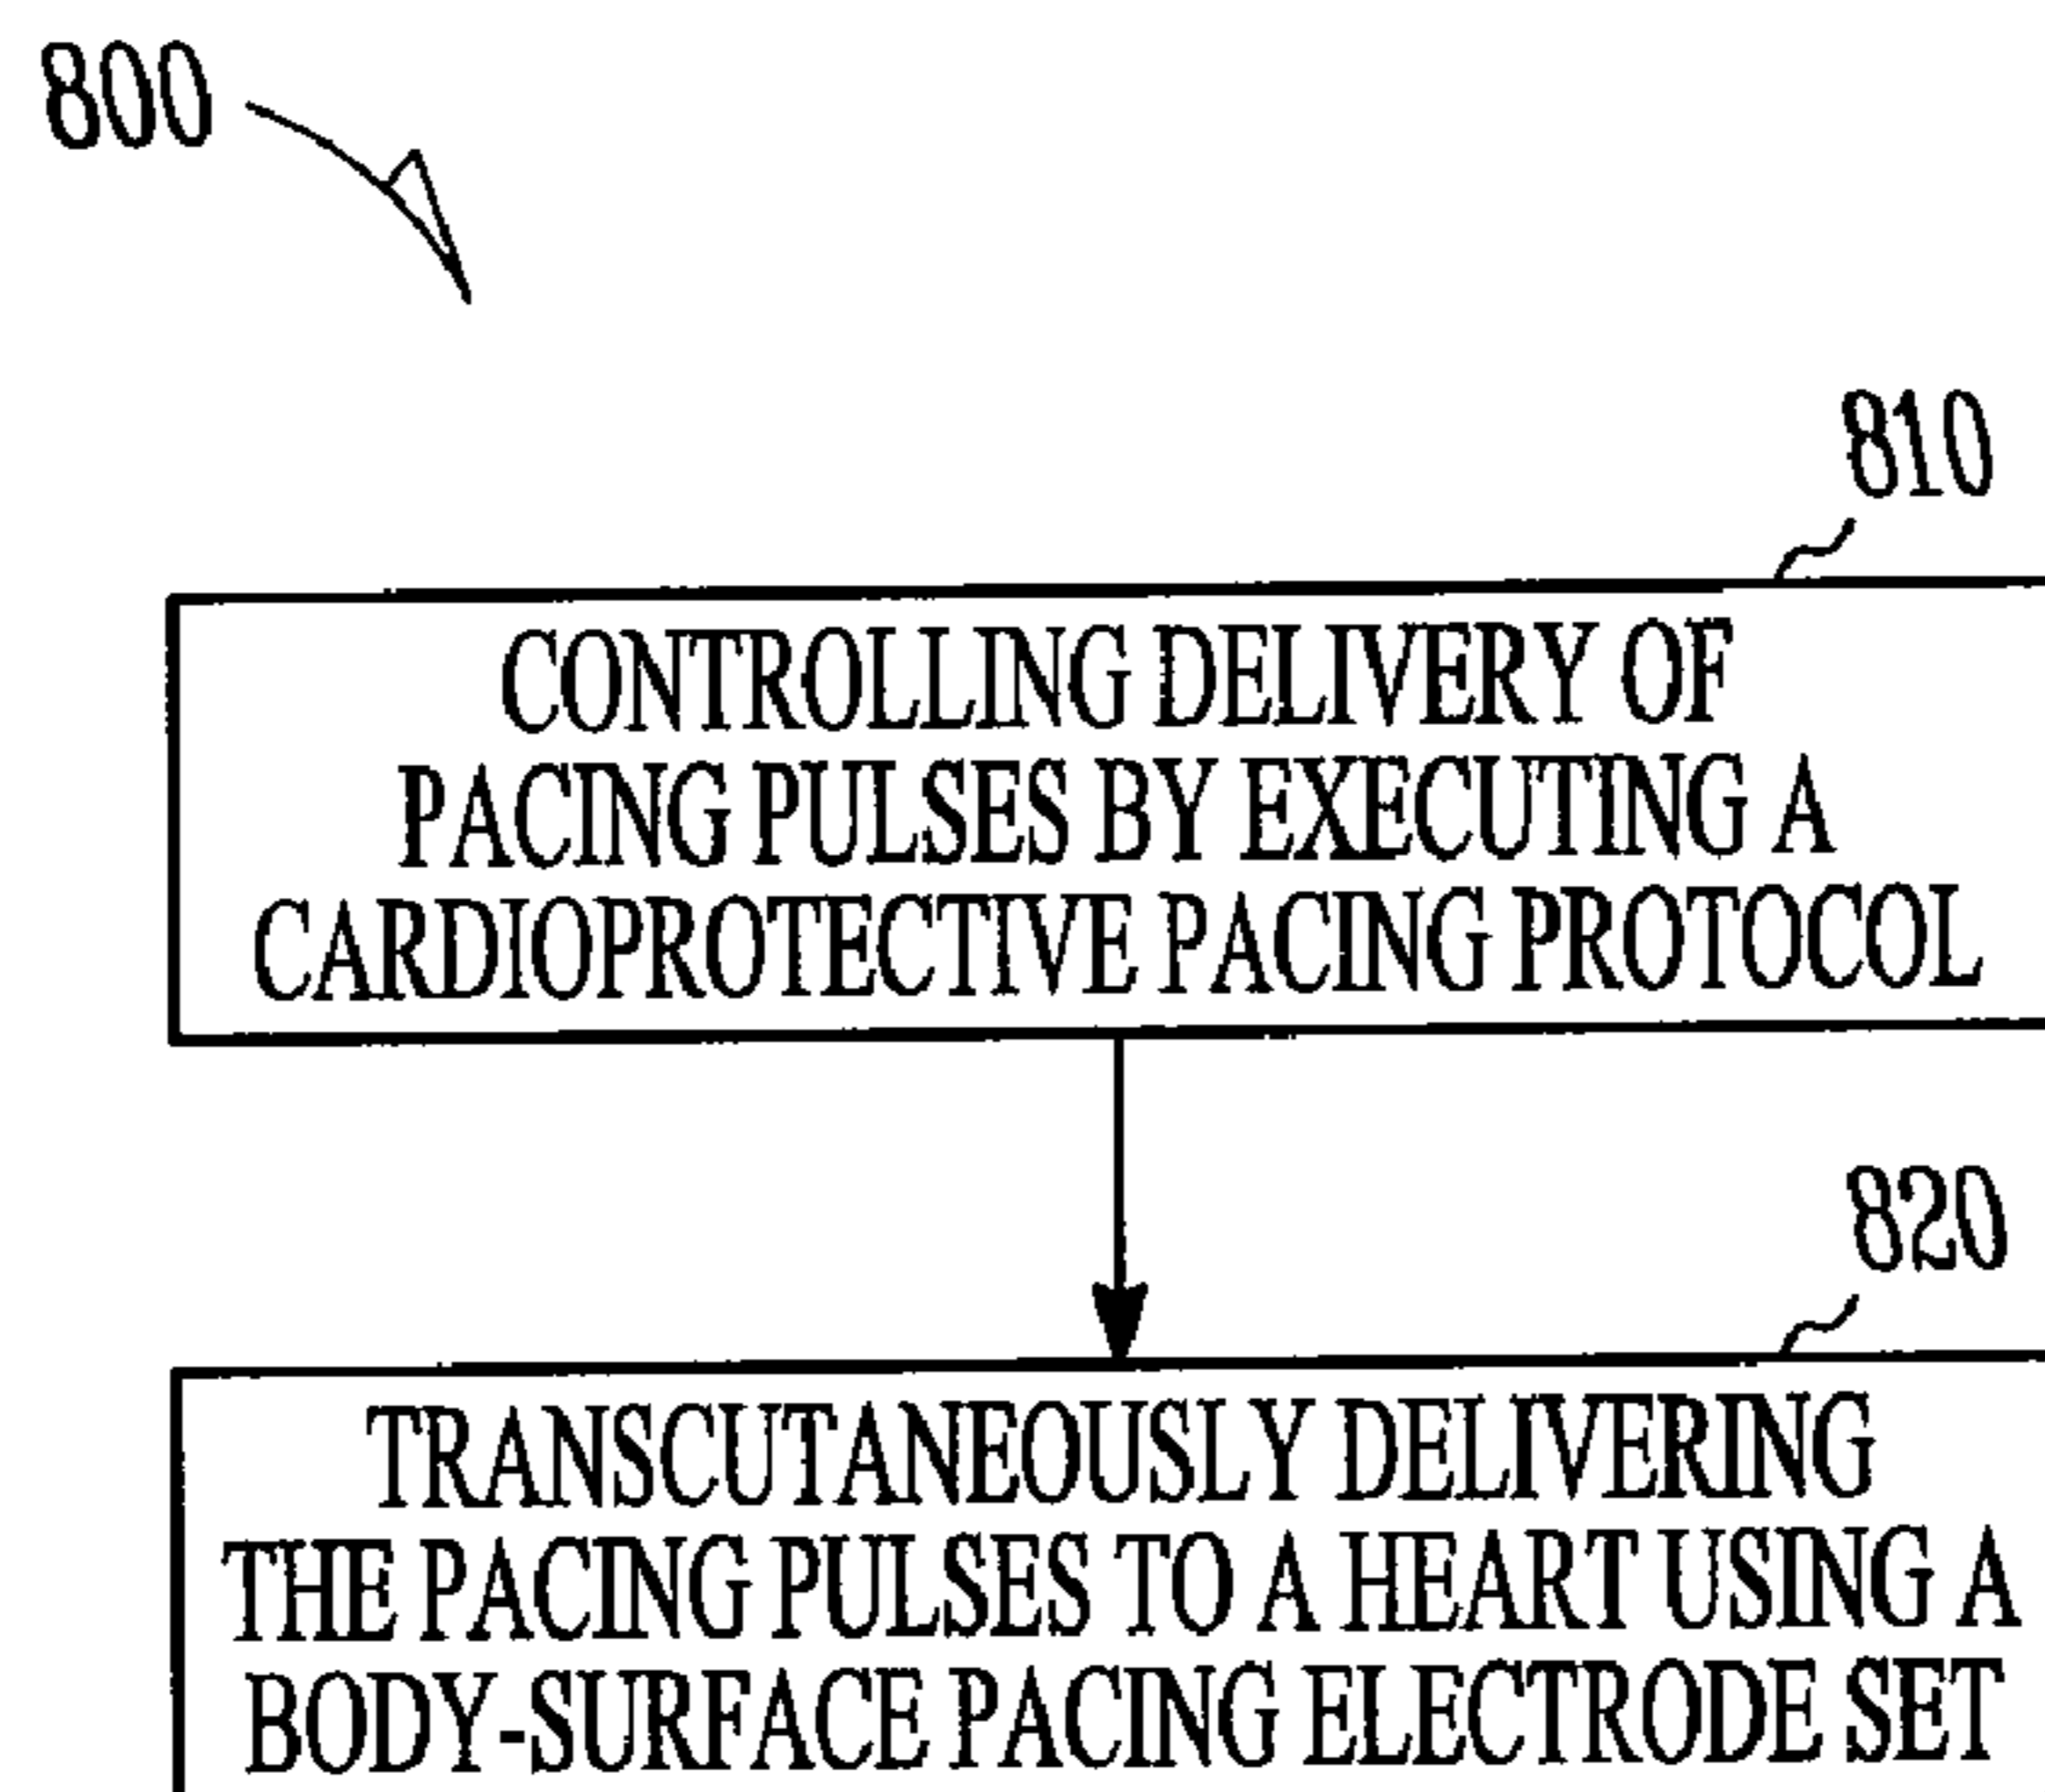 800
810
CONTROLLING DELIVERY OF
PACING PULSES BY EXECUTING A
CARDIOPROTECTIVE PACING PROTOCOL
820
TRANSCUTANEOUSLY DELIVERING
THE PACING PULSES TO A HEART USING A
BODY-SURFACE PACING ELECTRODE SET